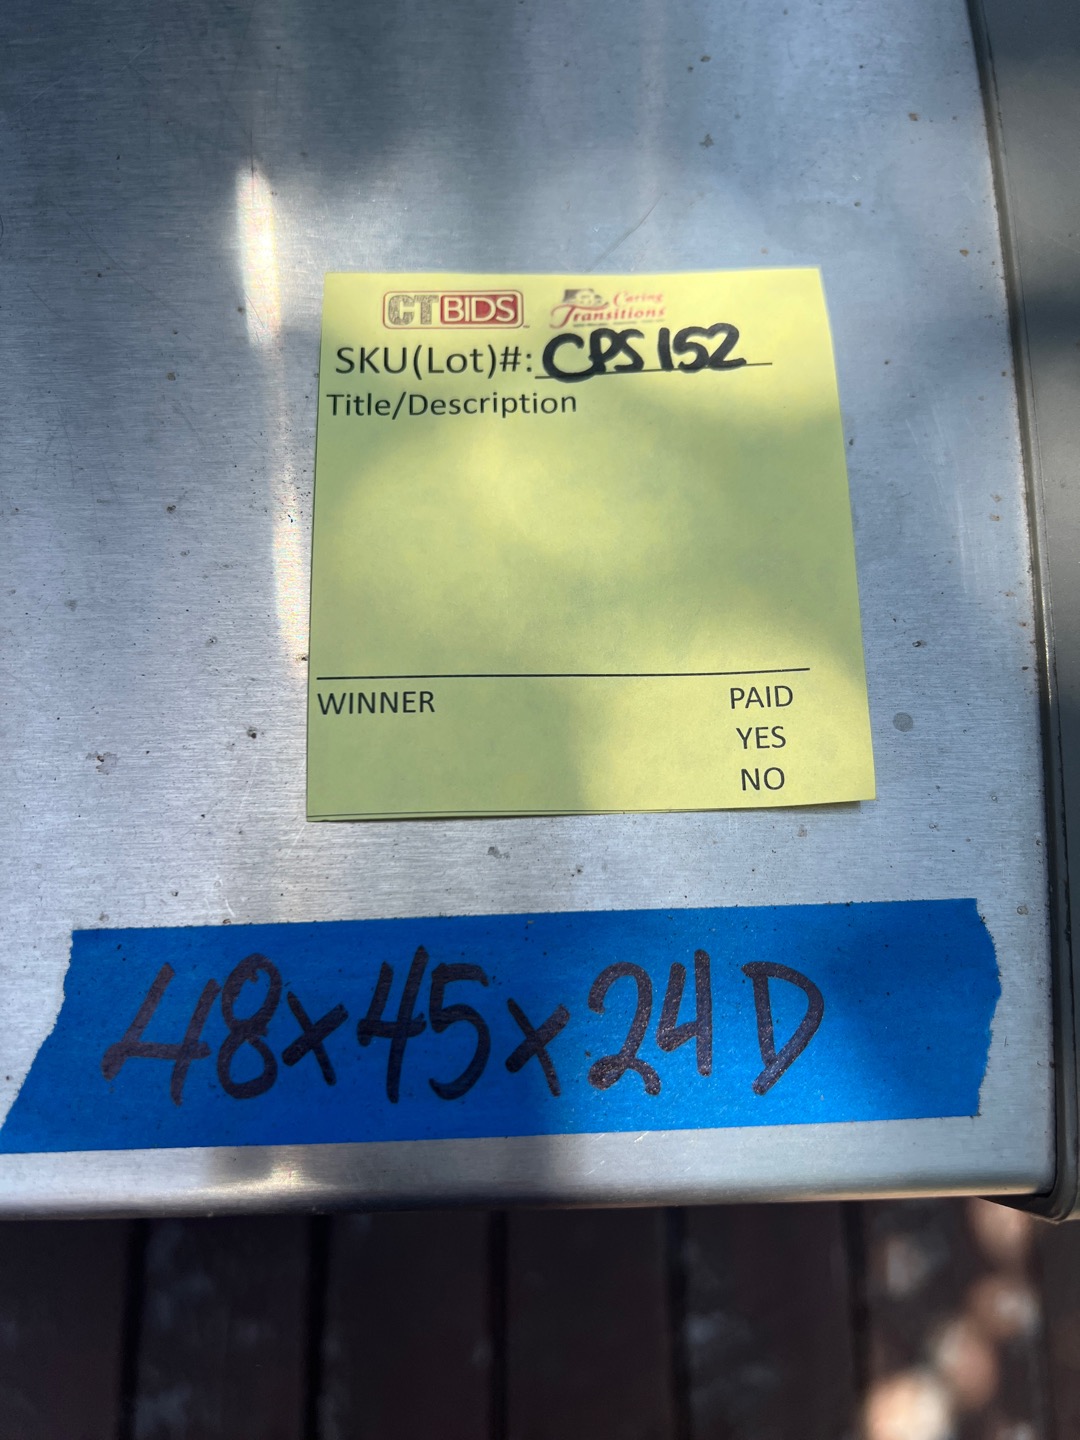 CTBIDS
Caring
Transitions
SKU(Lot)#: CPS152
Title/Description
WINNER PAID
YES
NO
48x45x24D